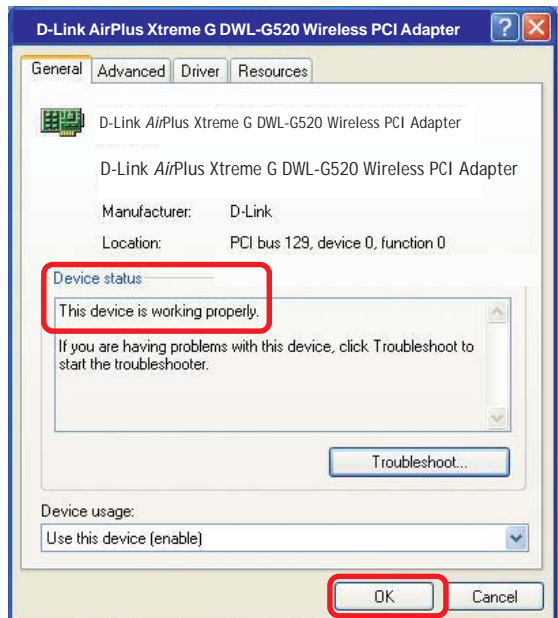 D-Link AirPlus Xtreme G DWL-G520 Wireless PCI Adapter
General Advanced Driver Resources
D-Link AirPlus Xtreme G DWL-G520 Wireless PCI Adapter
D-Link AirPlus Xtreme G DWL-G520 Wireless PCI Adapter
Manufacturer: D-Link
Location: PCI bus 129, device 0, function 0
Device status
This device is working properly.
If you are having problems with this device, click Troubleshoot to
start the troubleshooter.
Troubleshoot...
Device usage:
Use this device (enable)
OK Cancel